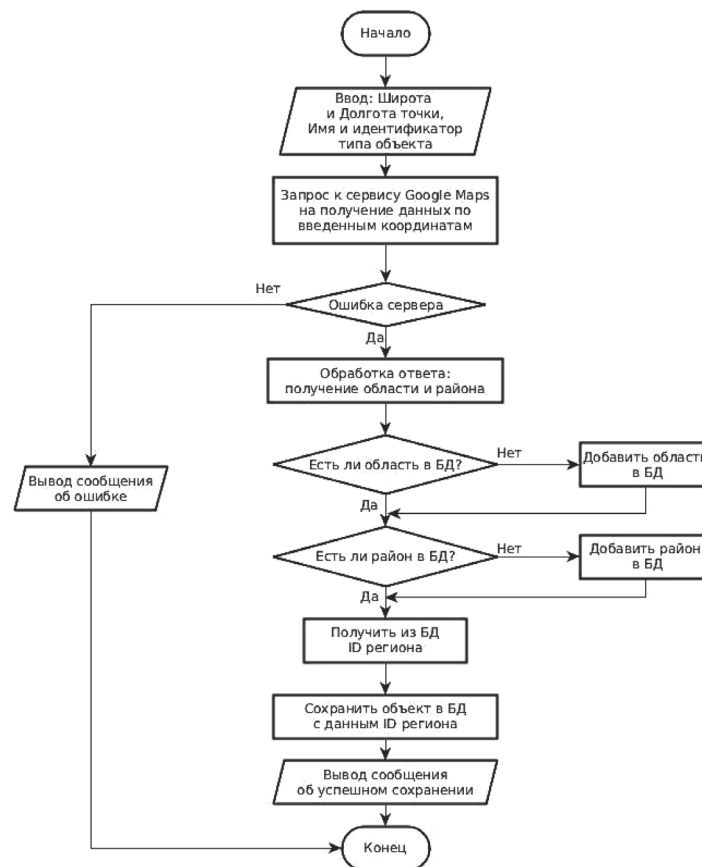 Начало
Ввод: Широта
и Долгота точки,
Имя и идентификатор
типа объекта
Запрос к сервису Google Maps
на получение данных по
введенным координатам
Нет
Ошибка сервера
Да
Обработка ответа:
получение области и района
Есть ли область в БД?
Нет
Добавить область
в БД
Вывод сообщения
об ошибке
Да
Есть ли район в БД?
Нет
Добавить район
в БД
Да
Получить из БД
ID региона
Сохранить объект в БД
с данным ID региона
Вывод сообщения
об успешном сохранении
Конец